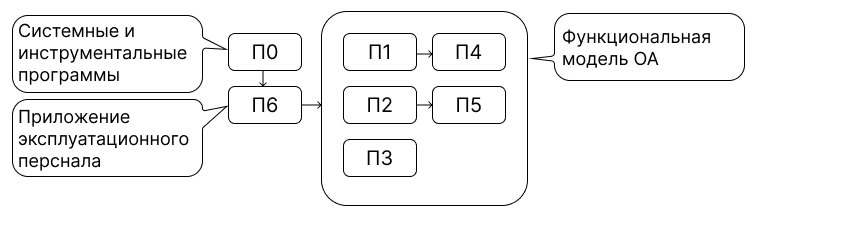 Системные и
инструментальные
программы
П0
П1
П4
Функциональная
модель ОА
Приложение
эксплуатационного
перснала
П6
П2
П5
П3